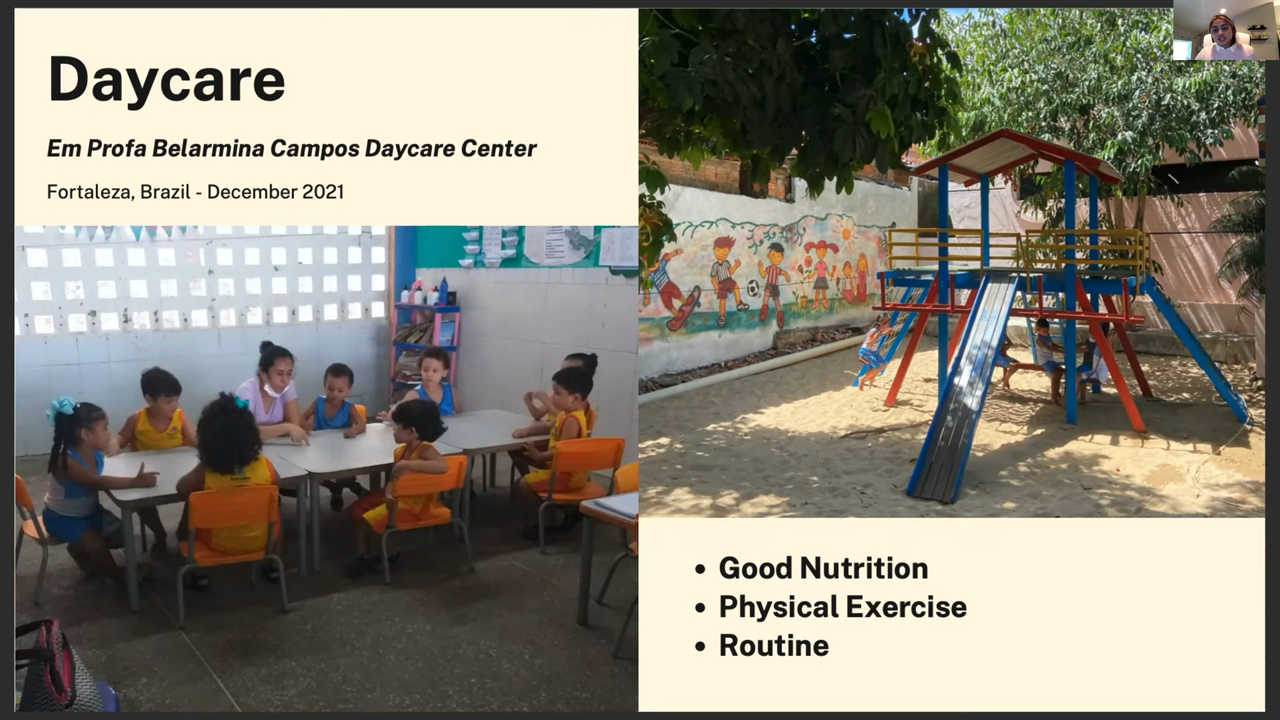 Daycare
Em Profa Belarmina Campos Daycare Center
Fortaleza, Brazil - December 2021
• Good Nutrition
• Physical Exercise
• Routine